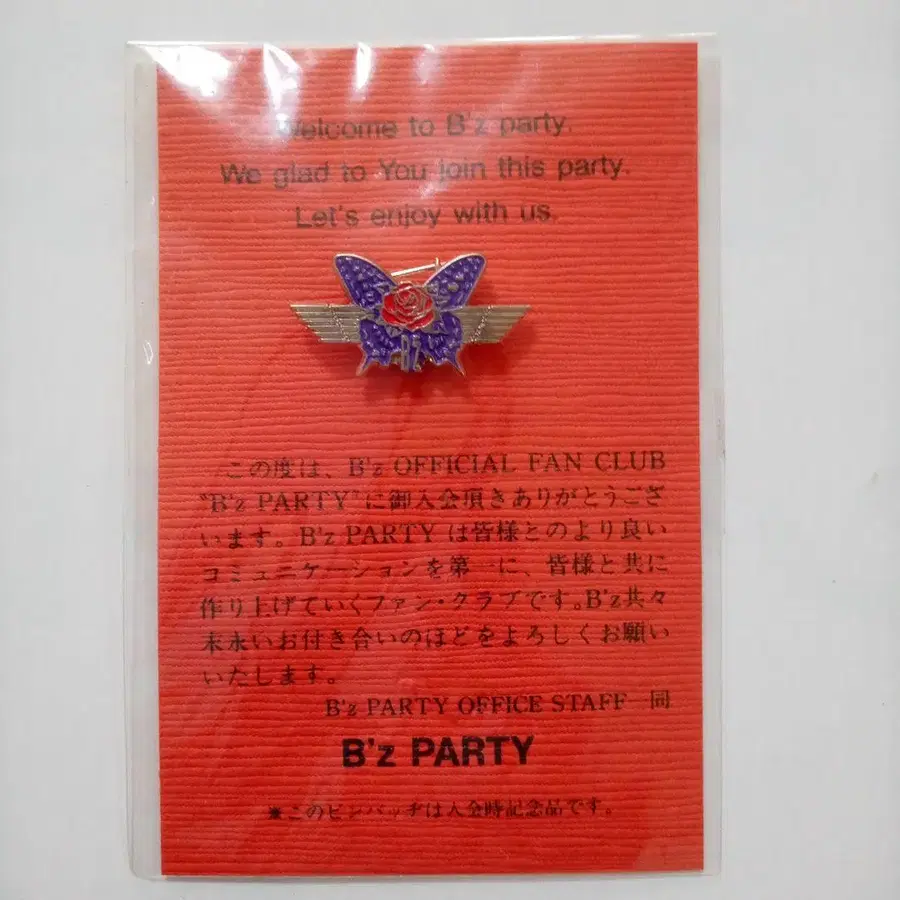 Welcome to B'z party.
We glad to You join this party.
Let's enjoy with us.
B'z
この度は、B'z OFFICIAL FAN CLUB
"B'z PARTY"に御入会頂きありがとうござ
います。B'z PARTYは皆様とのより良い
コミュニケーションを第一に、皆様と共に
作り上げていくファン・クラブです。B'z共々
末永いお付き合いのほどをよろしくお願い
いたします。
B'z PARTY OFFICE STAFF 一同
B'z PARTY
※このピンバッヂは入会時記念品です。